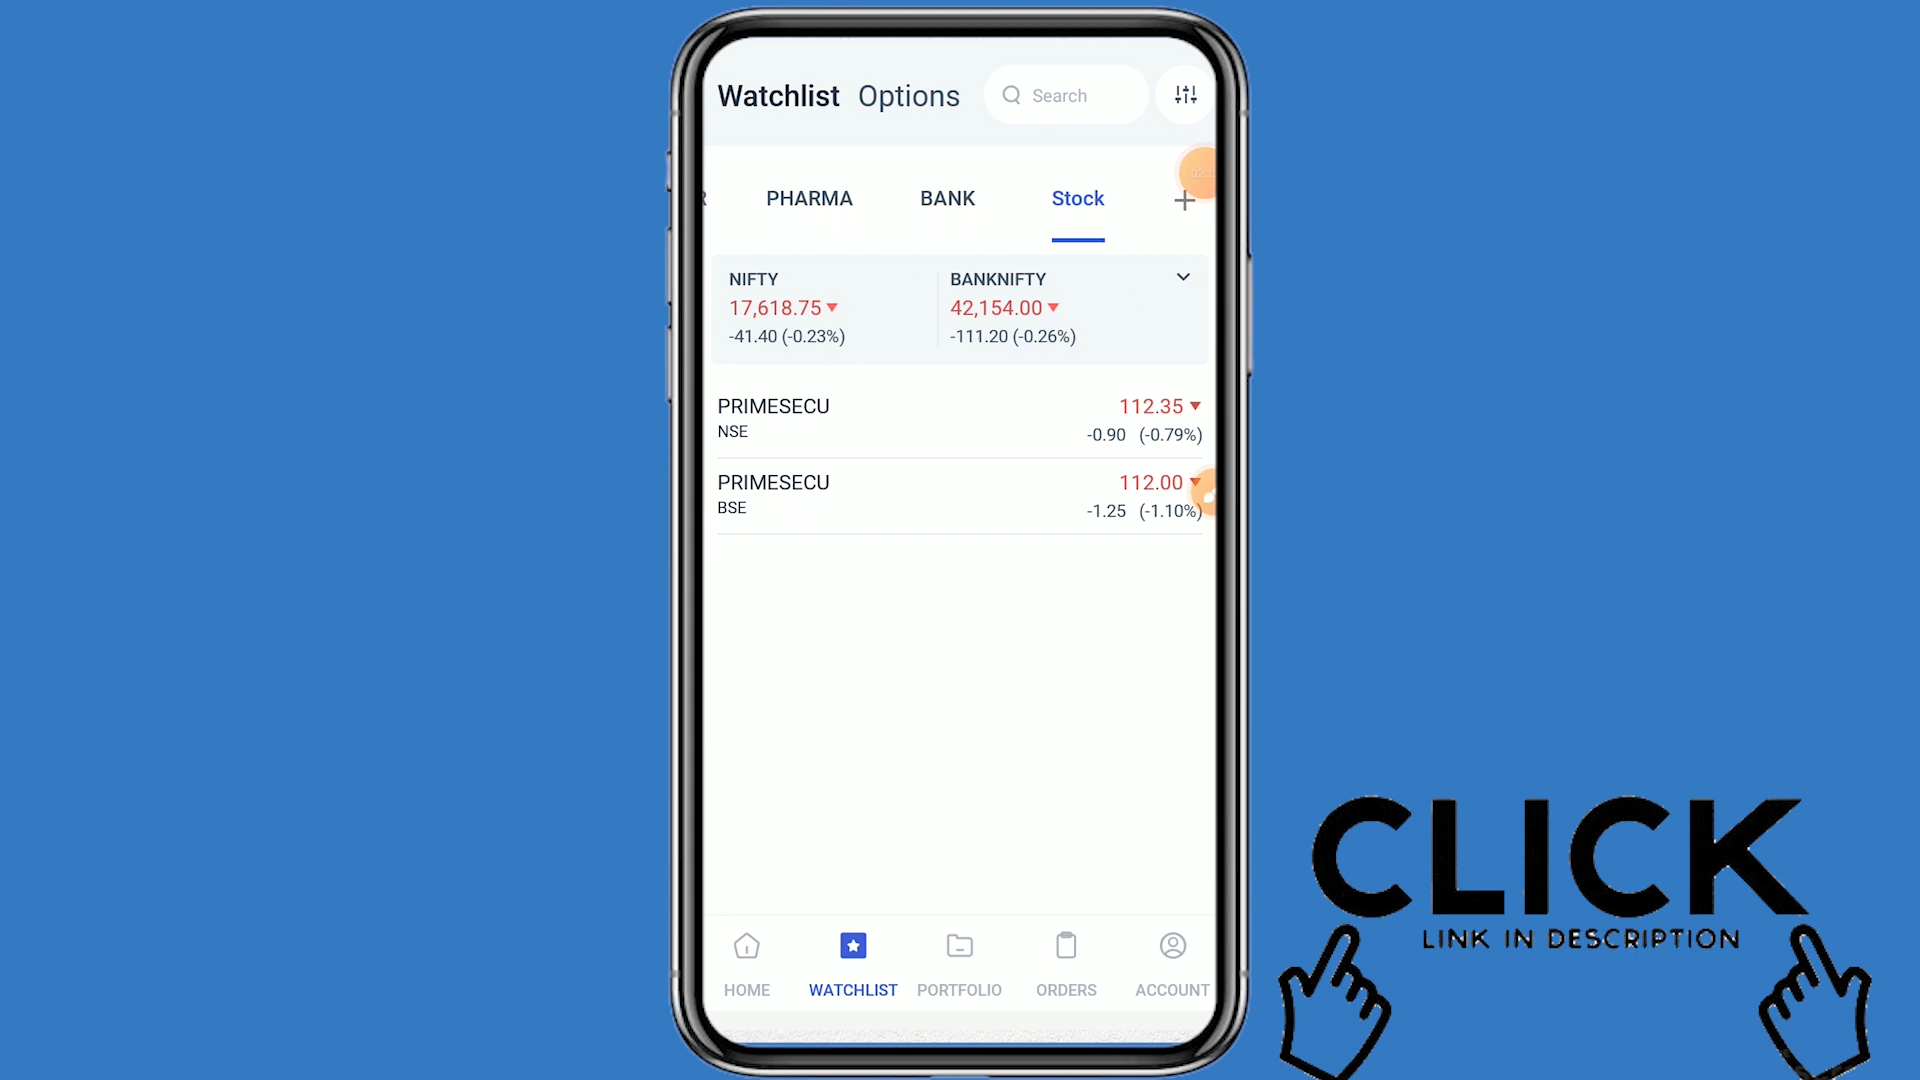 Watchlist Options Search
PHARMA BANK Stock
NIFTY BANKNIFTY
17,618.75 42,154.00
-41.40 (-0.23%) -111.20 (-0.26%)
PRIMESECU 112.35
NSE -0.90 (-0.79%)
PRIMESECU 112.00
BSE -1.25 (-1.10%)
HOME WATCHLIST PORTFOLIO ORDERS ACCOUNT
CLICK
LINK IN DESCRIPTION